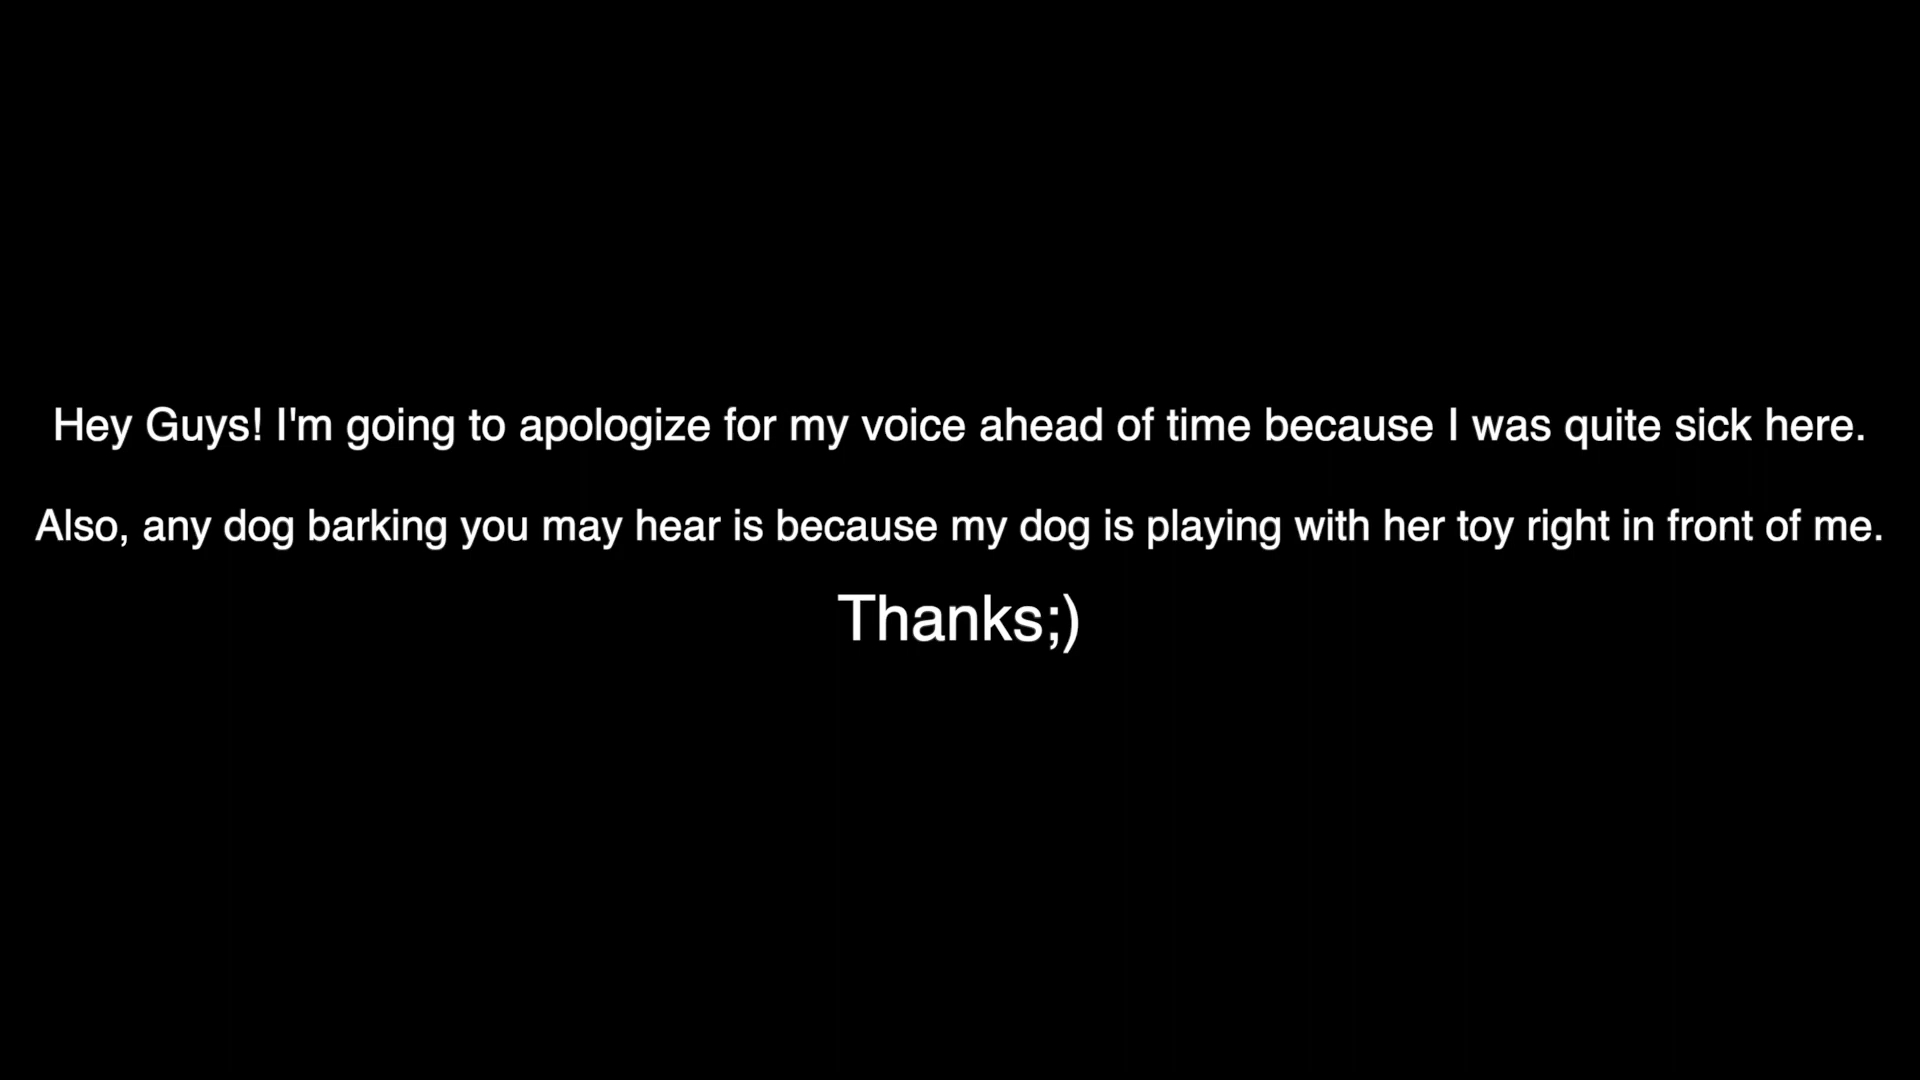 Hey Guys! I'm going to apologize for my voice ahead of time because I was quite sick here.
Also, any dog barking you may hear is because my dog is playing with her toy right in front of me.
Thanks;)